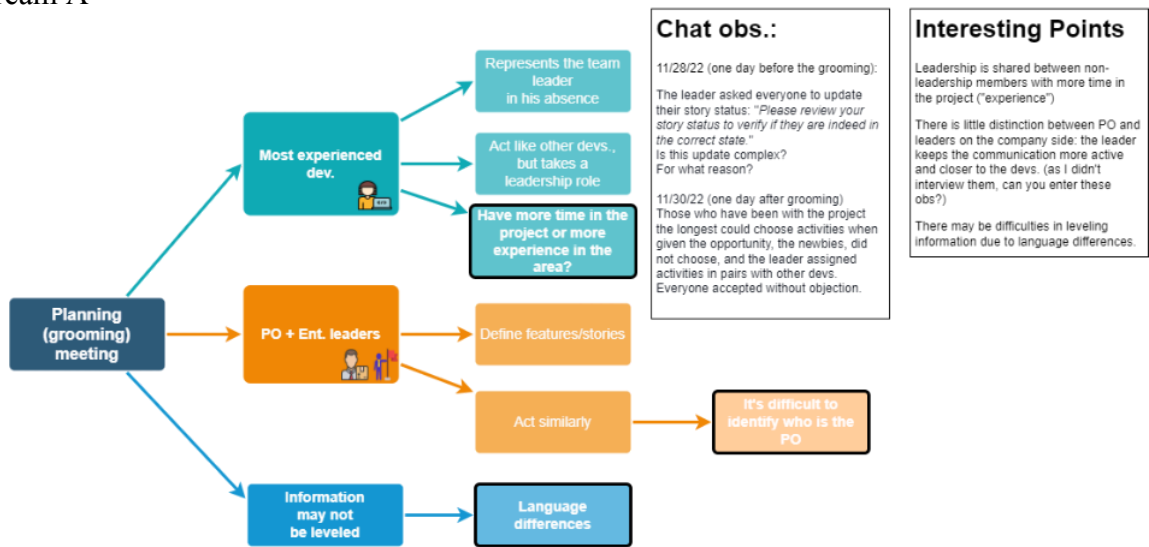 Team A
Represents the team
leader
in his absence
Most experienced
dev.
Act like other devs.,
but takes a
leadership role
Have more time in the
project or more
experience in the
area?
Planning
(grooming)
meeting
PO + Ent. leaders
Define features/stories
Act similarly
It's difficult to
identify who is the
PO
Information
may not
be leveled
Language
differences
Chat obs.:
11/28/22 (one day before the grooming):
The leader asked everyone to update
their story status: "Please review your
story status to verify if they are indeed in
the correct state."
Is this update complex?
For what reason?
11/30/22 (one day after grooming)
Those who have been with the project
the longest could choose activities when
given the opportunity, the newbies, did
not choose, and the leader assigned
activities in pairs with other devs.
Everyone accepted without objection.
Interesting Points
Leadership is shared between non-
leadership members with more time in
the project ("experience")
There is little distinction between PO and
leaders on the company side: the leader
keeps the communication more active
and closer to the devs. (as I didn't
interview them, can you enter these
obs?)
There may be difficulties in leveling
information due to language differences.